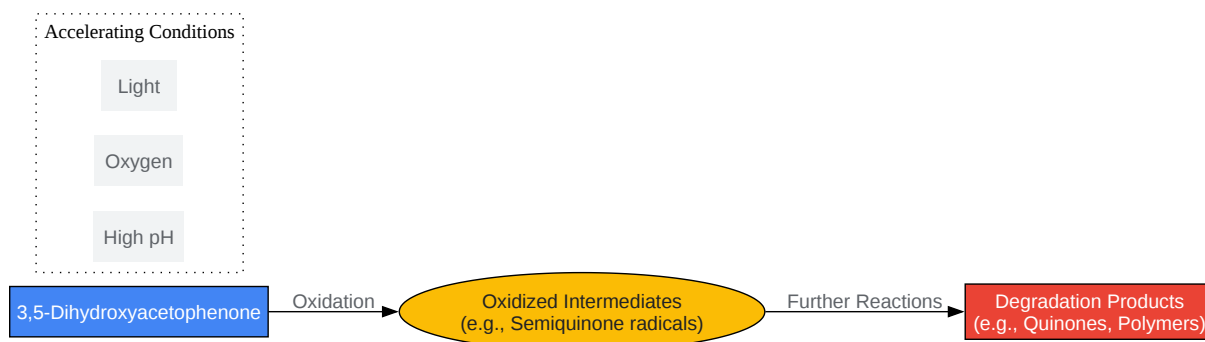 Accelerating Conditions
Light
Oxygen
High pH
3,5-Dihydroxyacetophenone
Oxidation
Oxidized Intermediates
(e.g., Semiquinone radicals)
Further Reactions
Degradation Products
(e.g., Quinones, Polymers)